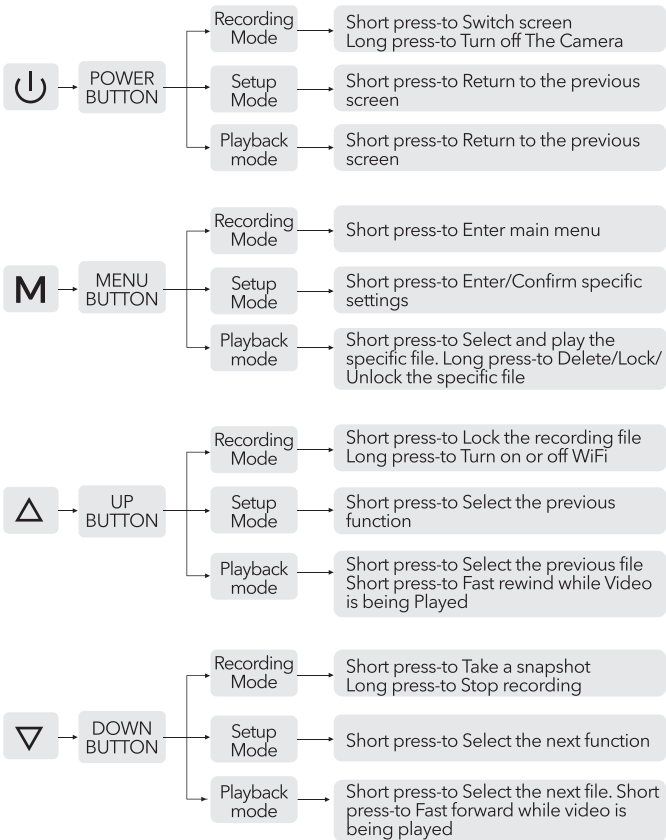 Recording
Mode
Short press-to Switch screen
Long press-to Turn off The Camera
POWER
BUTTON
Setup
Mode
Short press-to Return to the previous
screen
Playback
mode
Short press-to Return to the previous
screen
Recording
Mode
Short press-to Enter main menu
M
MENU
BUTTON
Setup
Mode
Short press-to Enter/Confirm specific
settings
Playback
mode
Short press-to Select and play the
specific file. Long press-to Delete/Lock/
Unlock the specific file
Recording
Mode
Short press-to Lock the recording file
Long press-to Turn on or off WiFi
UP
BUTTON
Setup
Mode
Short press-to Select the previous
function
Playback
mode
Short press-to Select the previous file
Short press-to Fast rewind while Video
is being Played
Recording
Mode
Short press-to Take a snapshot
Long press-to Stop recording
DOWN
BUTTON
Setup
Mode
Short press-to Select the next function
Playback
mode
Short press-to Select the next file. Short
press-to Fast forward while video is
being played